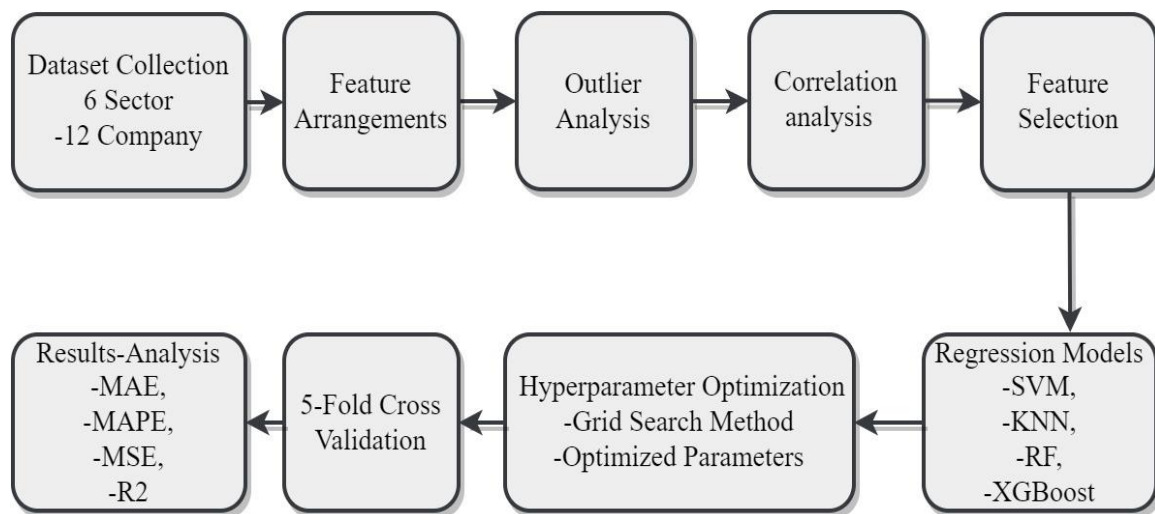 Dataset Collection
6 Sector
-12 Company
Feature
Arrangements
Outlier
Analysis
Correlation
analysis
Feature
Selection
Regression Models
-SVM,
-KNN,
-RF,
-XGBoost
Hyperparameter Optimization
-Grid Search Method
-Optimized Parameters
5-Fold Cross
Validation
Results-Analysis
-MAE,
-MAPE,
-MSE,
-R2